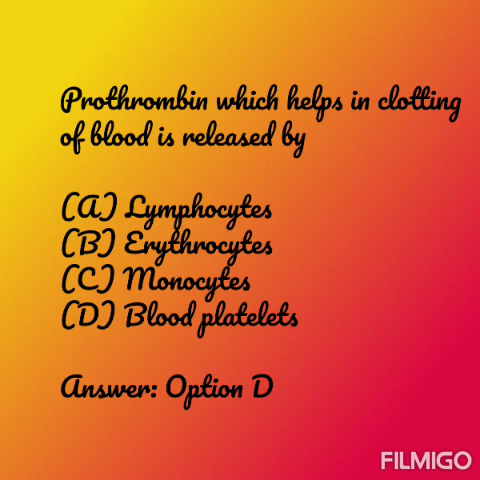 Prothrombin which helps in clotting
of blood is released by
(A) Lymphocytes
(B) Erythrocytes
(C) Monocytes
(D) Blood platelets
Answer: Option D
FILMIGO